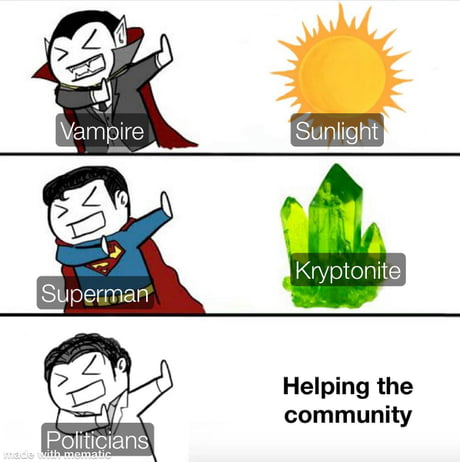 Vampire
Sunlight
Superman
Kryptonite
Helping the
community
Politicians
made with mematic